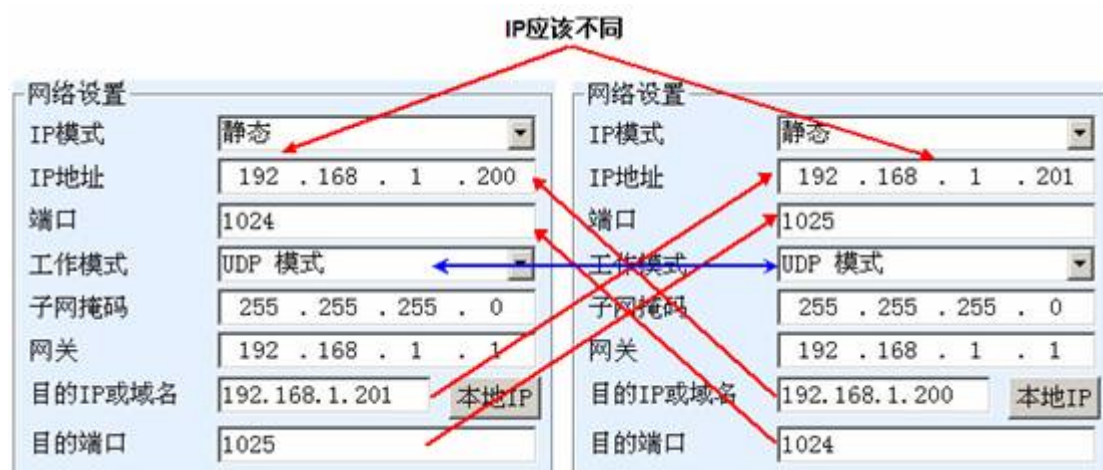 IP应该不同
网络设置
IP模式 静态
IP地址 192 . 168 . 1 . 200
端口 1024
工作模式 UDP 模式
子网掩码 255 . 255 . 255 . 0
网关 192 . 168 . 1 . 1
目的IP或域名 192.168.1.201 本地IP
目的端口 1025
网络设置
IP模式 静态
IP地址 192 . 168 . 1 . 201
端口 1025
工作模式 UDP 模式
子网掩码 255 . 255 . 255 . 0
网关 192 . 168 . 1 . 1
目的IP或域名 192.168.1.200 本地IP
目的端口 1024